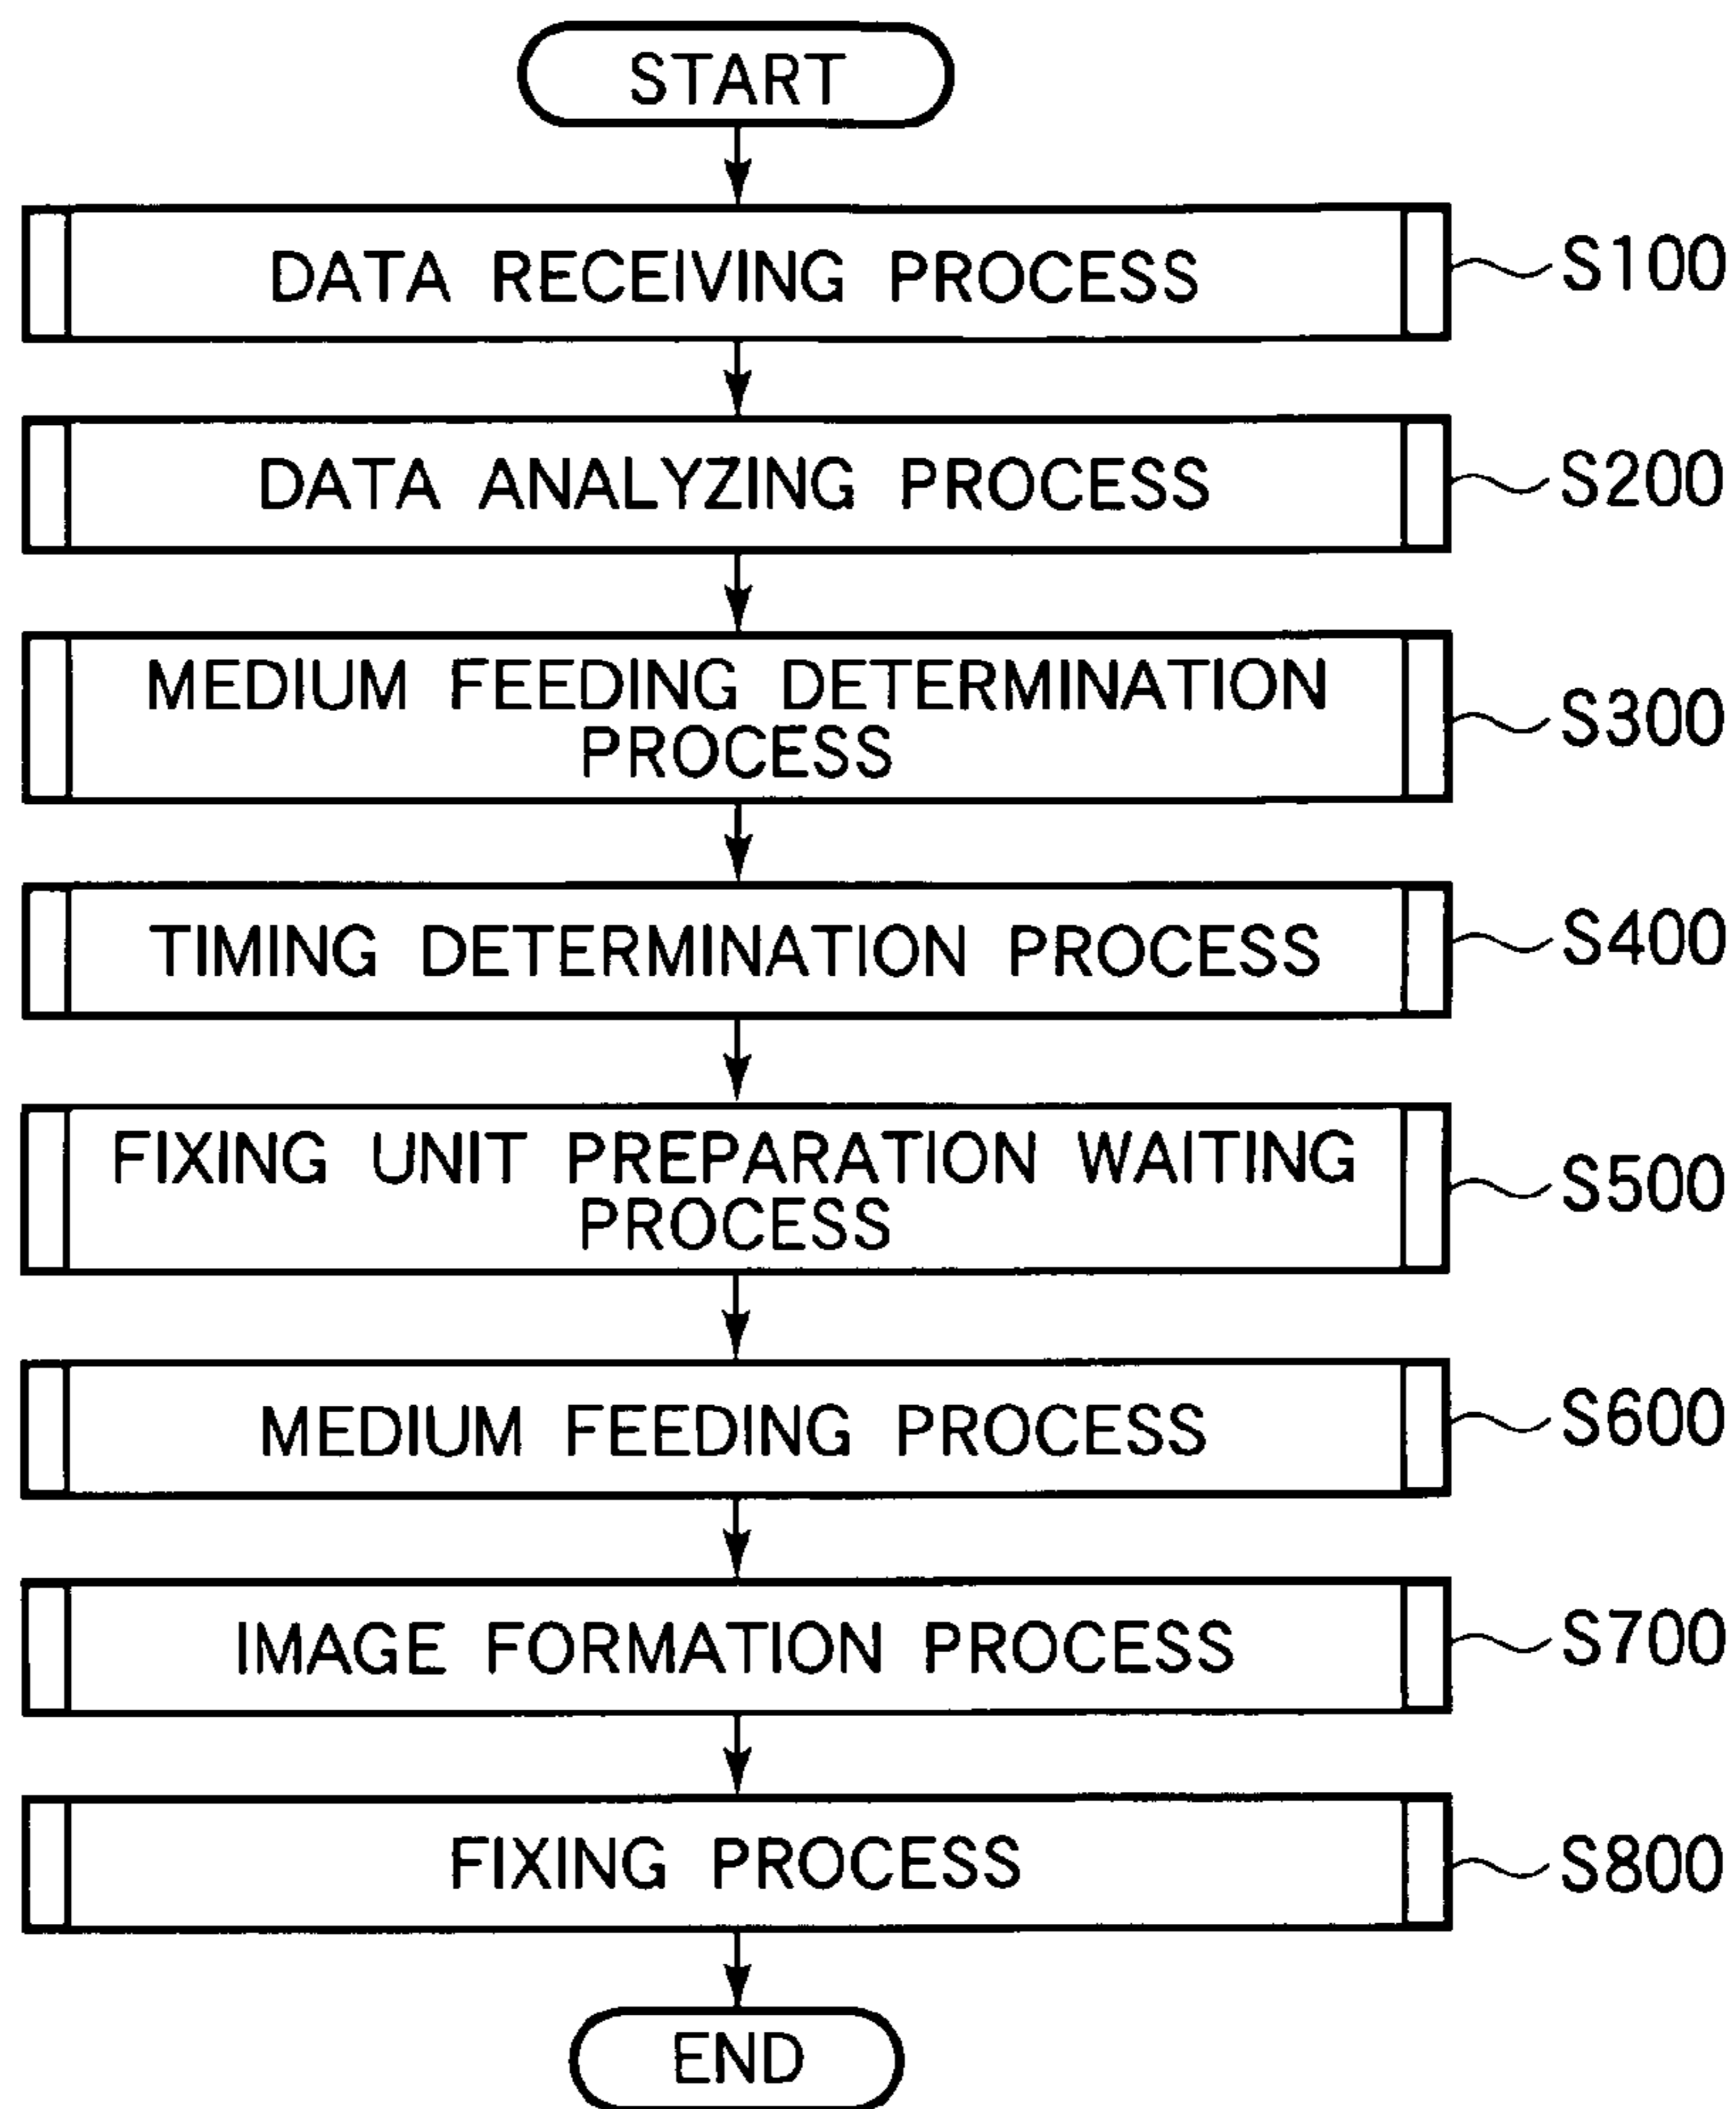 START
DATA RECEIVING PROCESS
S100
DATA ANALYZING PROCESS
S200
MEDIUM FEEDING DETERMINATION
PROCESS
S300
TIMING DETERMINATION PROCESS
S400
FIXING UNIT PREPARATION WAITING
PROCESS
S500
MEDIUM FEEDING PROCESS
S600
IMAGE FORMATION PROCESS
S700
FIXING PROCESS
S800
END